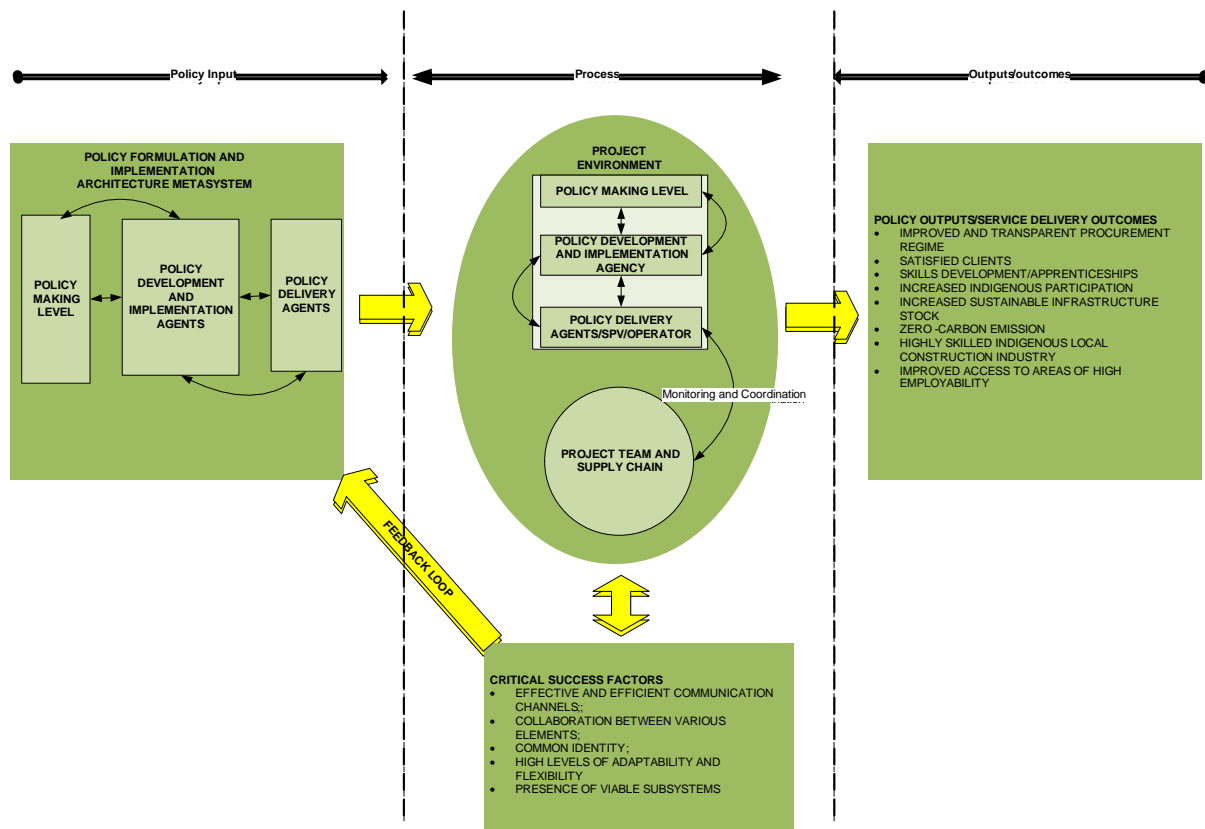 Policy Input
Process
Outputs/outcomes
POLICY FORMULATION AND
IMPLEMENTATION
ARCHITECTURE METASYSTEM
POLICY
MAKING
LEVEL
POLICY
DEVELOPMENT
AND
IMPLEMENTATION
AGENTS
POLICY
DELIVERY
AGENTS
PROJECT
ENVIRONMENT
POLICY MAKING LEVEL
POLICY DEVELOPMENT
AND IMPLEMENTATION
AGENCY
POLICY DELIVERY
AGENTS/SPV/OPERATOR
Monitoring and Coordination
PROJECT TEAM AND
SUPPLY CHAIN
POLICY OUTPUTS/SERVICE DELIVERY OUTCOMES
• IMPROVED AND TRANSPARENT PROCUREMENT
REGIME
• SATISFIED CLIENTS
• SKILLS DEVELOPMENT/APPRENTICESHIPS
• INCREASED INDIGENOUS PARTICIPATION
• INCREASED SUSTAINABLE INFRASTRUCTURE
STOCK
• ZERO -CARBON EMISSION
• HIGHLY SKILLED INDIGENOUS LOCAL
CONSTRUCTION INDUSTRY
• IMPROVED ACCESS TO AREAS OF HIGH
EMPLOYABILITY
FEEDBACK LOOP
CRITICAL SUCCESS FACTORS
• EFFECTIVE AND EFFICIENT COMMUNICATION
CHANNELS;;
• COLLABORATION BETWEEN VARIOUS
ELEMENTS;
• COMMON IDENTITY;
• HIGH LEVELS OF ADAPTABILITY AND
FLEXIBILITY
• PRESENCE OF VIABLE SUBSYSTEMS